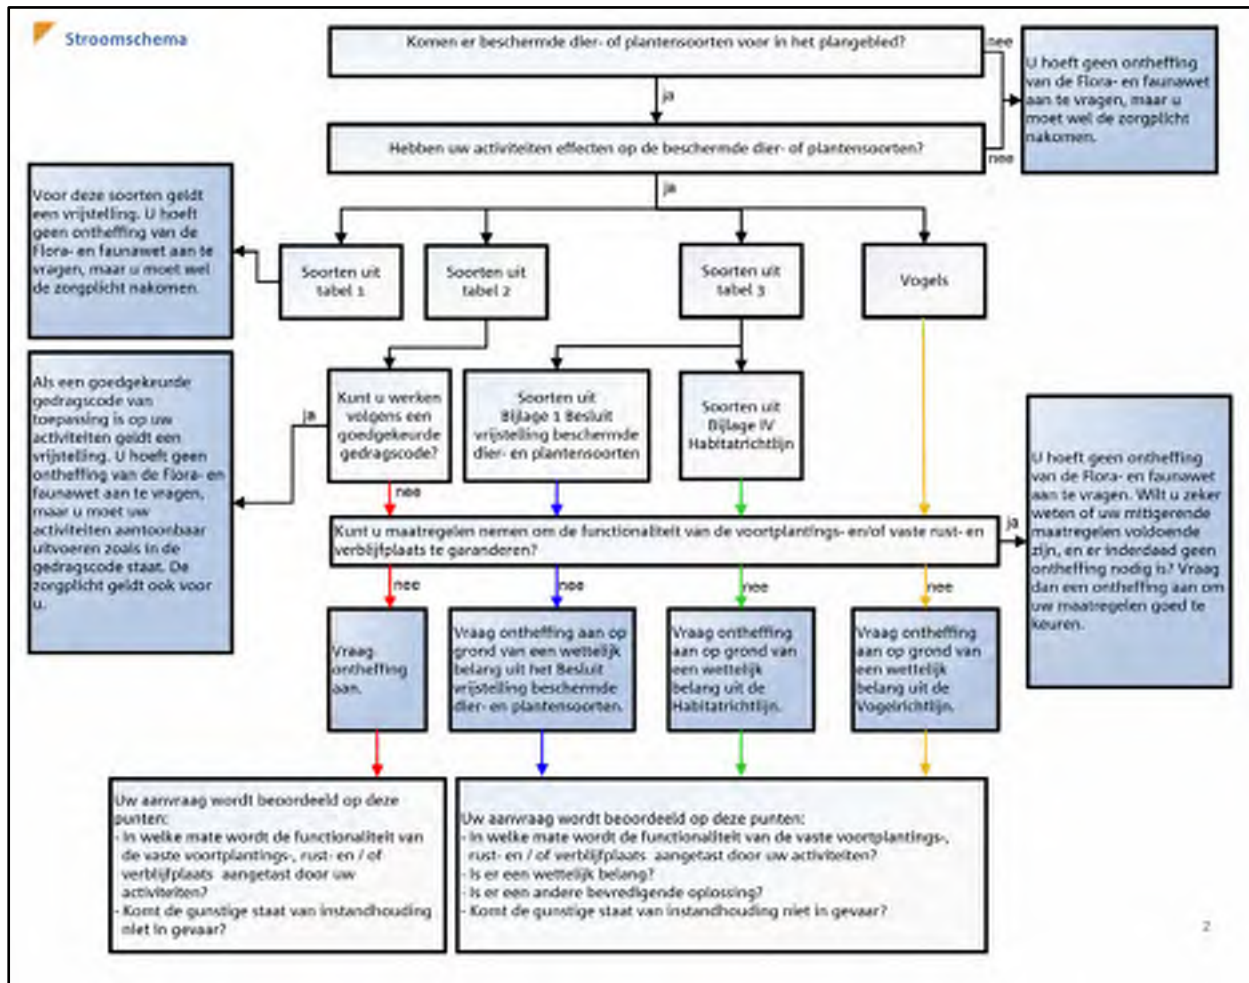 Stroomschema
Komen er beschermde dier- of plantensoorten voor in het plangebied?
nee
U hoeft geen ontheffing
van de Flora- en faunawet
aan te vragen, maar u
moet wel de zorgplicht
nakomen.
ja
Hebben uw activiteiten effecten op de beschermde dier- of plantensoorten?
nee
ja
Voor deze soorten geldt
een vrijstelling. U hoeft
geen ontheffing van de
Flora- en faunawet aan te
vragen, maar u moet wel
de zorgplicht nakomen.
Soorten uit
tabel 1
Soorten uit
tabel 2
Soorten uit
tabel 3
Vogels
Als een goedgekeurde
gedragscode van
toepassing is op uw
activiteiten geldt een
vrijstelling. U hoeft geen
ontheffing van de Flora- en
faunawet aan te vragen,
maar u moet uw
activiteiten aantoonbaar
uitvoeren zoals in de
gedragscode staat. De
zorgplicht geldt ook voor
u.
ja
Kunt u werken
volgens een
goedgekeurde
gedragscode?
Soorten uit
Bijlage 1 Besluit
vrijstelling beschermde
dier- en plantensoorten
Soorten uit
Bijlage IV
Habitatrichtlijn
nee
Kunt u maatregelen nemen om de functionaliteit van de voortplantings- en/of vaste rust- en
verblijfplaats te garanderen?
ja
U hoeft geen ontheffing
van de Flora- en faunawet
aan te vragen. Wilt u zeker
weten of uw mitigerende
maatregelen voldoende
zijn, en er inderdaad geen
ontheffing nodig is? Vraag
dan een ontheffing aan om
uw maatregelen goed te
keuren.
nee
nee
nee
nee
Vraag
ontheffing
aan.
Vraag ontheffing aan op
grond van een wettelijk
belang uit het Besluit
vrijstelling beschermde
dier- en plantensoorten.
Vraag ontheffing
aan op grond van
een wettelijk
belang uit de
Habitatrichtlijn.
Vraag ontheffing
aan op grond van
een wettelijk
belang uit de
Vogelrichtlijn.
Uw aanvraag wordt beoordeeld op deze
punten:
- In welke mate wordt de functionaliteit van
de vaste voortplantings-, rust- en / of
verblijfplaats aangetast door uw
activiteiten?
- Komt de gunstige staat van instandhouding
niet in gevaar?
Uw aanvraag wordt beoordeeld op deze punten:
- In welke mate wordt de functionaliteit van de vaste voortplantings-,
rust- en / of verblijfplaats aangetast door uw activiteiten?
- Is er een wettelijk belang?
- Is er een andere bevredigende oplossing?
- Komt de gunstige staat van instandhouding niet in gevaar?
2